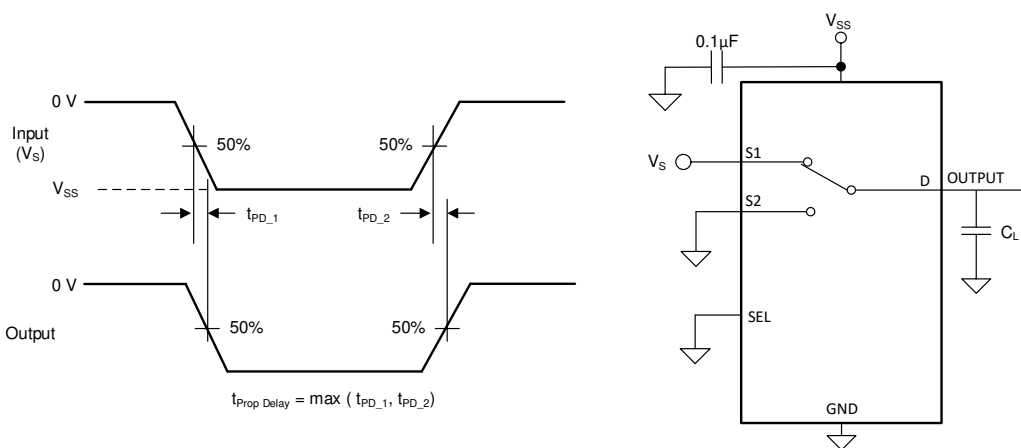 0 V
Input
(VS)
50%
50%
VSS
tPD_1
tPD_2
0 V
Output
50%
50%
tProp Delay = max ( tPD_1, tPD_2)
VSS
0.1µF
VS
S1
S2
D
OUTPUT
CL
SEL
GND